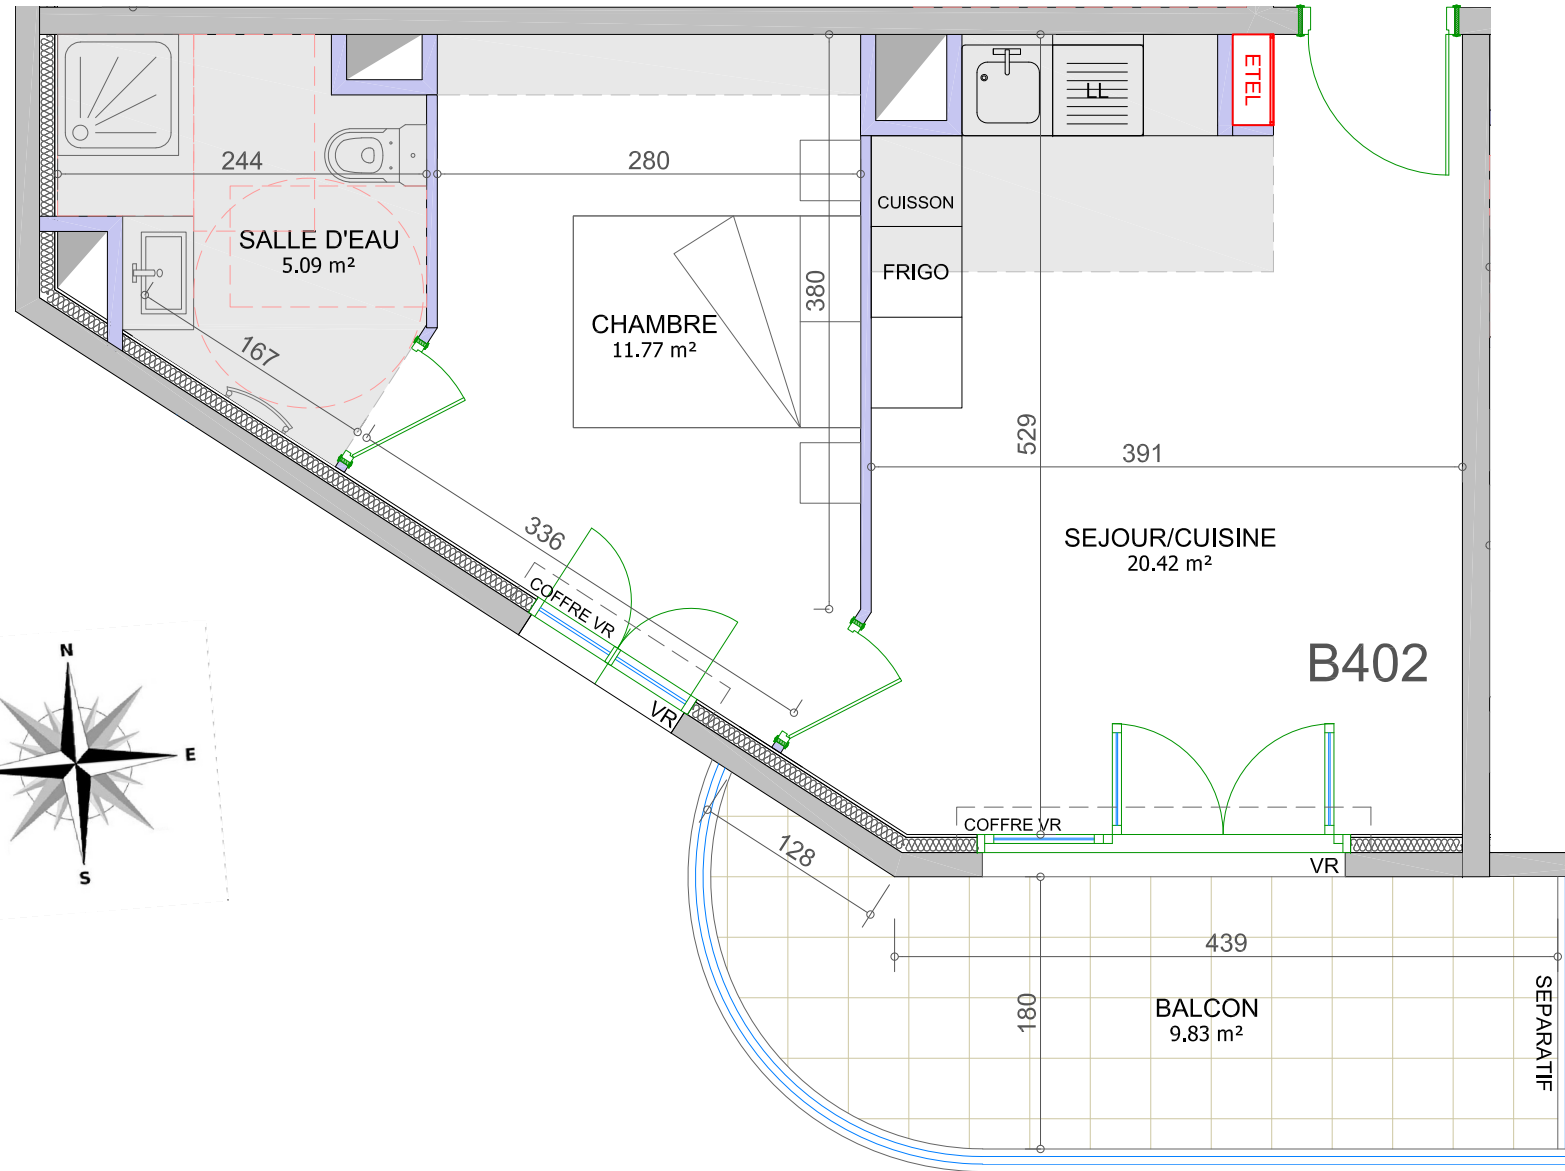 ETEL
LL
244
280
CUISSON
SALLE D'EAU
5.09 m²
FRIGO
380
CHAMBRE
11.77 m²
167
529
391
336
SEJOUR/CUISINE
20.42 m²
COFFRE VR
B402
VR
N
E
S
COFFRE VR
VR
128
439
180
BALCON
9.83 m²
SEPARATIF